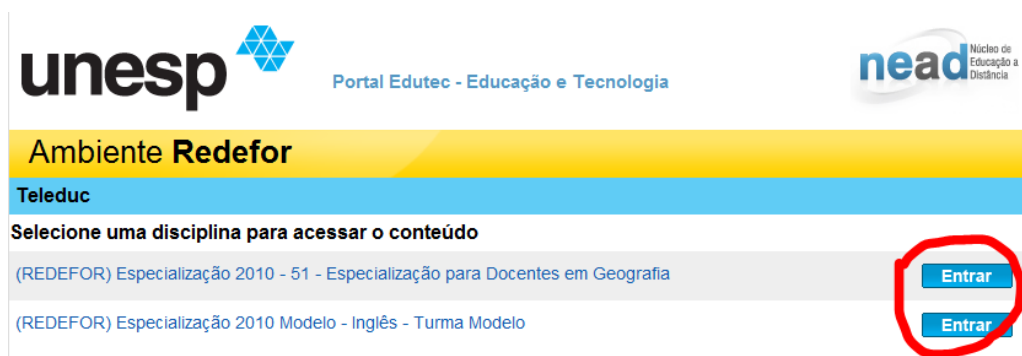 unesp
Portal Edutec - Educação e Tecnologia
nead Núcleo de
Educação a
Distância
Ambiente Redefor
Teleduc
Selecione uma disciplina para acessar o conteúdo
(REDEFOR) Especialização 2010 - 51 - Especialização para Docentes em Geografia Entrar
(REDEFOR) Especialização 2010 Modelo - Inglês - Turma Modelo Entrar